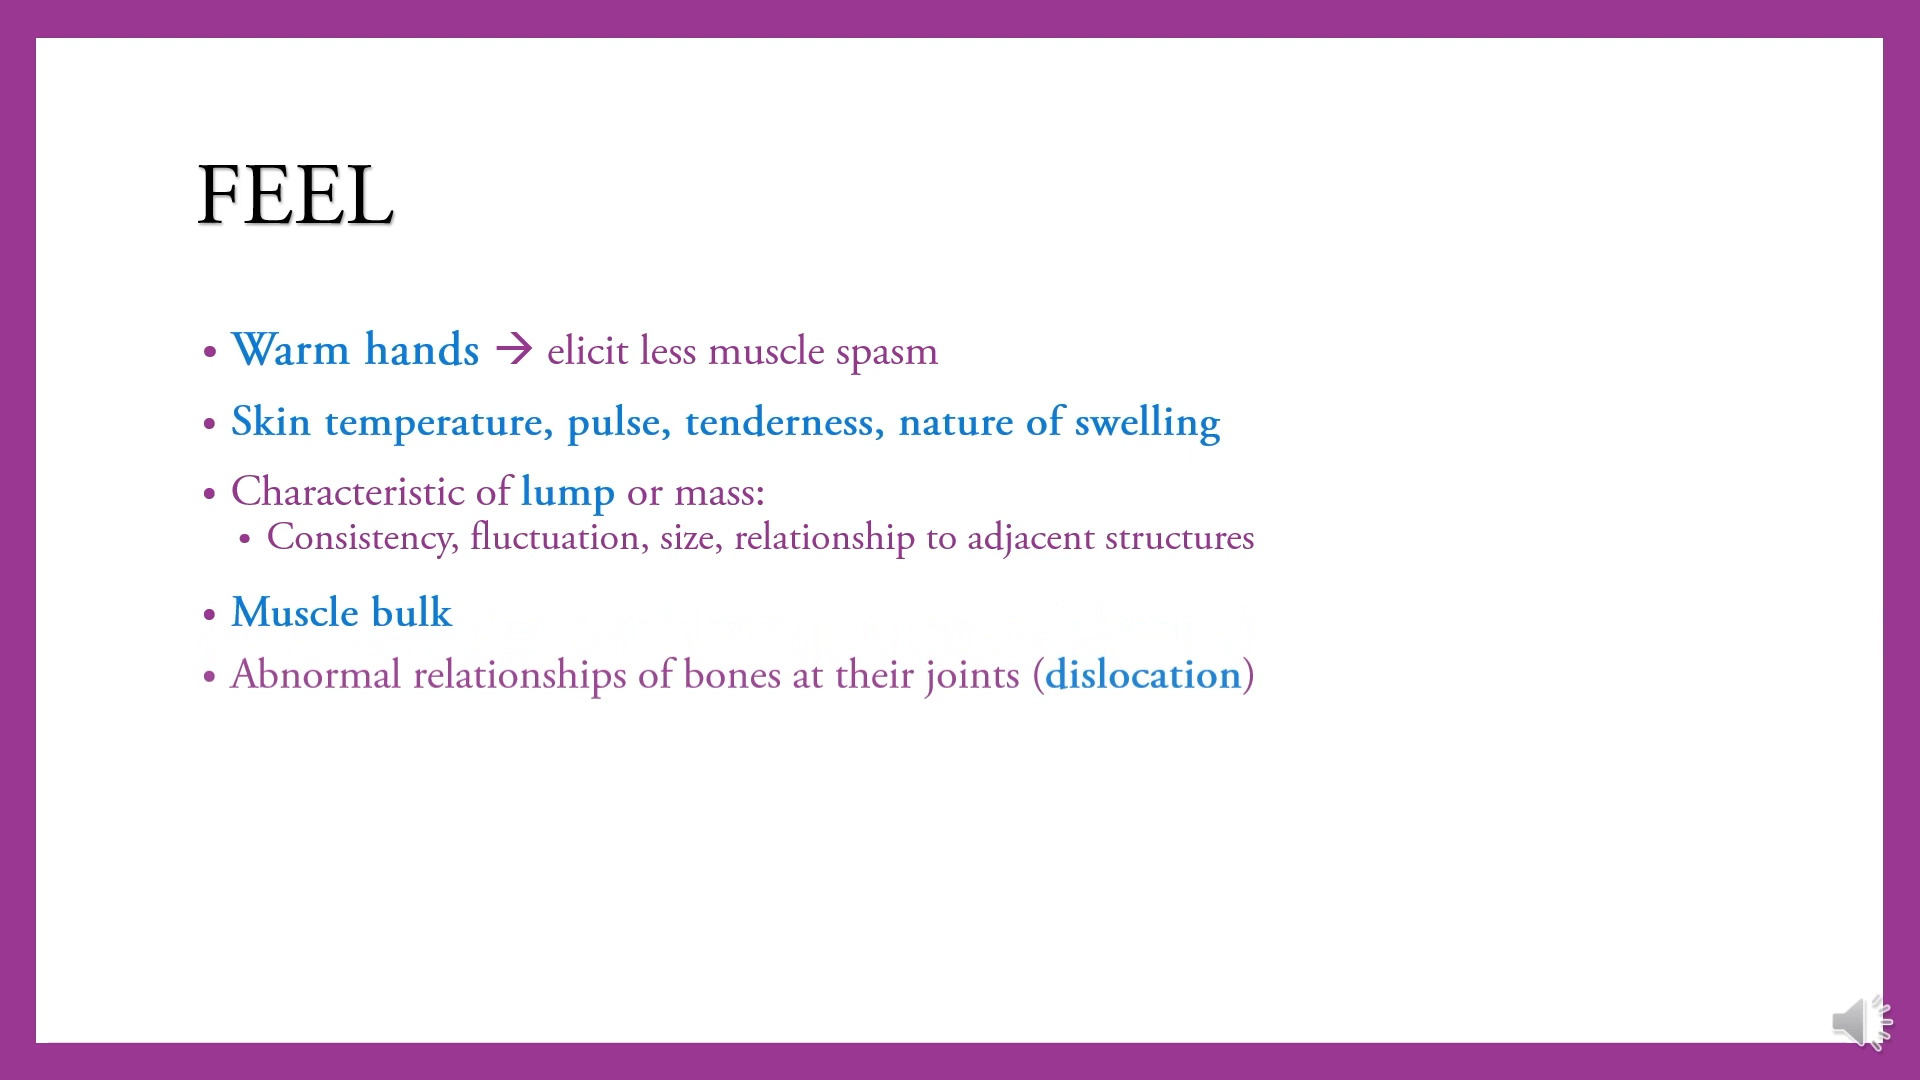 FEEL
• Warm hands → elicit less muscle spasm
• Skin temperature, pulse, tenderness, nature of swelling
• Characteristic of lump or mass:
• Consistency, fluctuation, size, relationship to adjacent structures
• Muscle bulk
• Abnormal relationships of bones at their joints (dislocation)